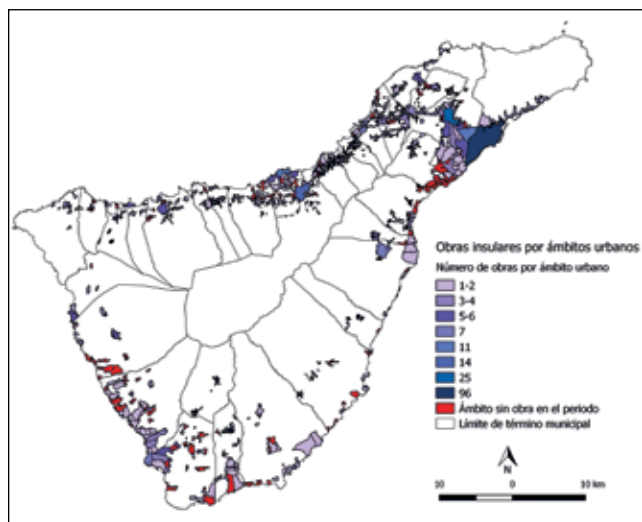 Obras insulares por ámbitos urbanos
Número de obras por ámbito urbano
1-2
3-4
5-6
7
11
14
25
96
Ámbito sin obra en el periodo
Límite de término municipal
N
10 0 10 km